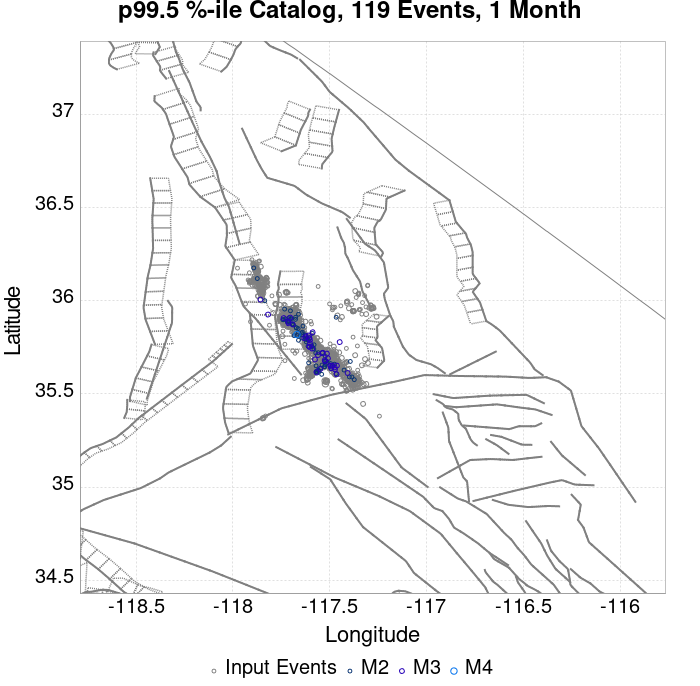 p99.5 %-ile Catalog, 119 Events, 1 Month
37
36.5
36
35.5
35
34.5
Latitude
-118.5 -118 -117.5 -117 -116.5 -116
Longitude
Input Events M2 M3 M4